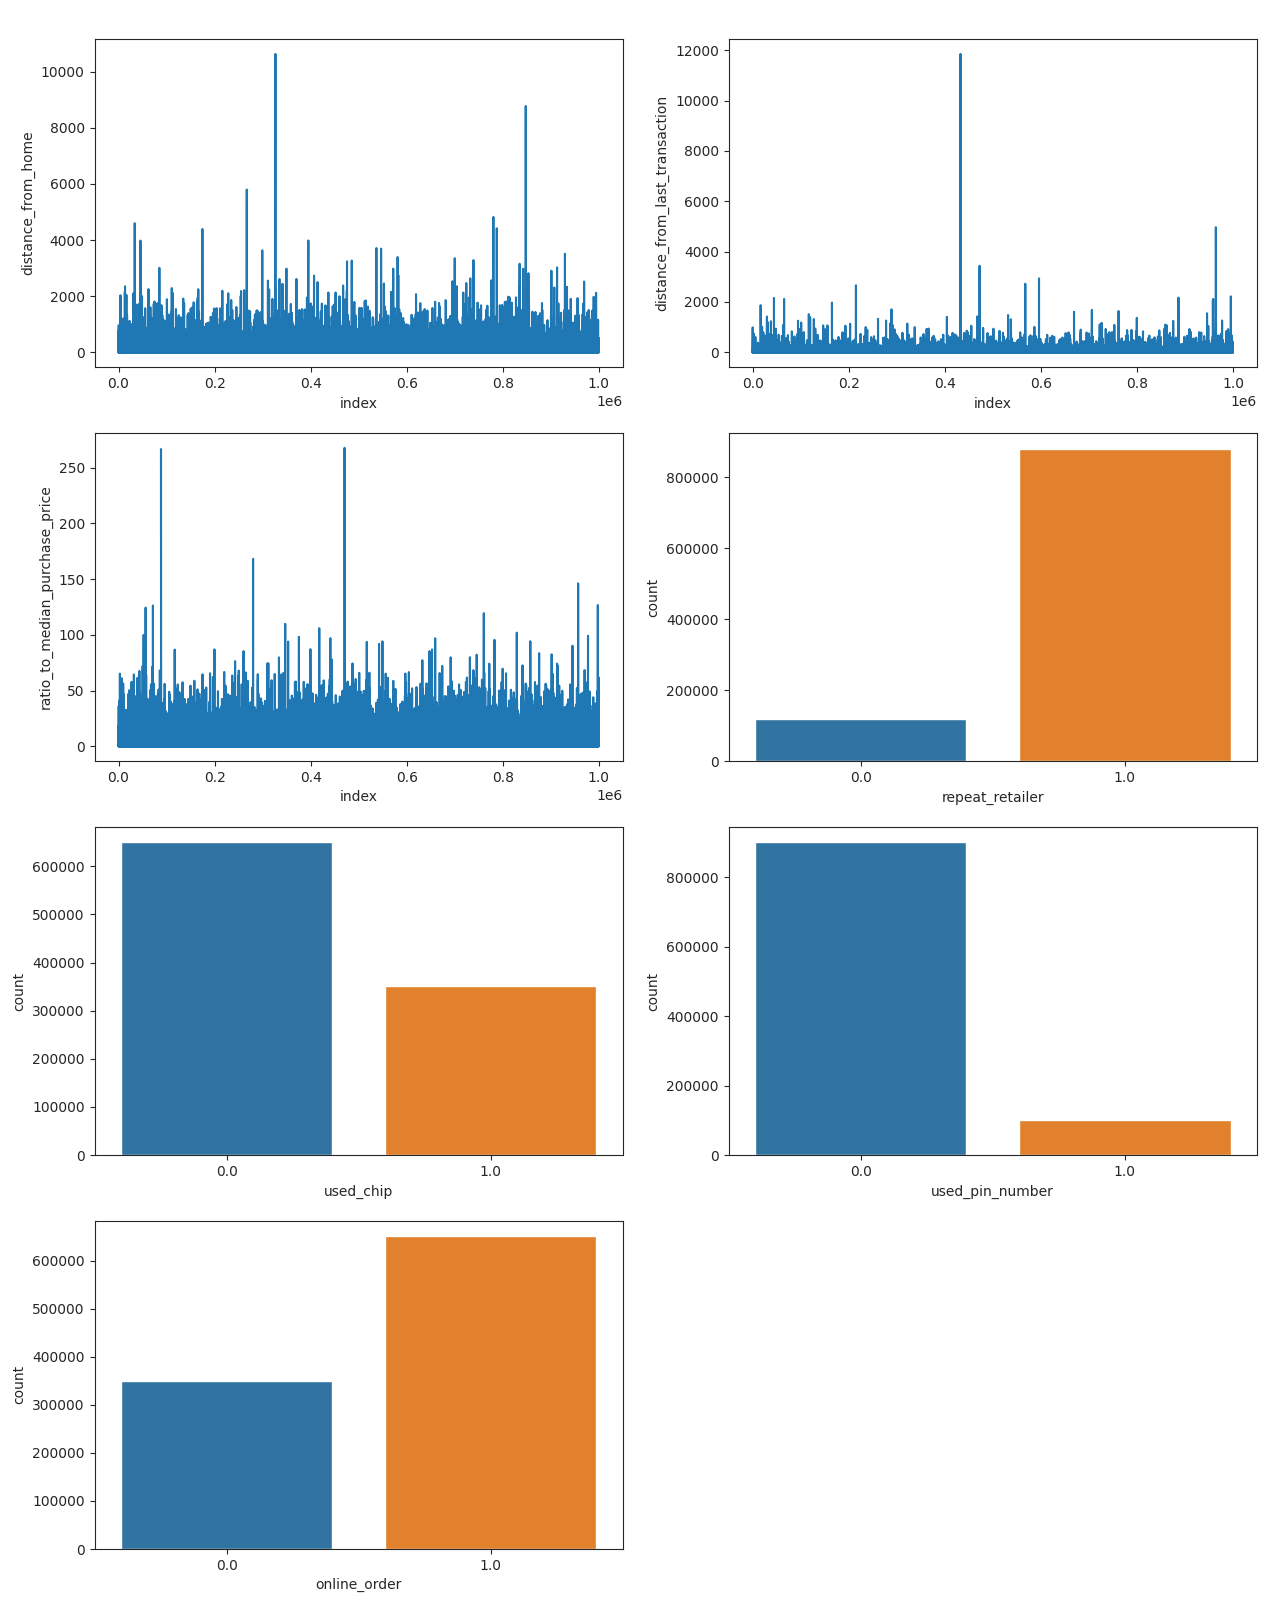 distance_from_home
10000
8000
6000
4000
2000
0
0.0 0.2 0.4 0.6 0.8 1.0
1e6
index
distance_from_last_transaction
12000
10000
8000
6000
4000
2000
0
0.0 0.2 0.4 0.6 0.8 1.0
1e6
index
ratio_to_median_purchase_price
250
200
150
100
50
0
0.0 0.2 0.4 0.6 0.8 1.0
1e6
index
count
800000
600000
400000
200000
0
0.0 1.0
repeat_retailer
count
600000
500000
400000
300000
200000
100000
0
0.0 1.0
used_chip
count
800000
600000
400000
200000
0
0.0 1.0
used_pin_number
count
600000
500000
400000
300000
200000
100000
0
0.0 1.0
online_order